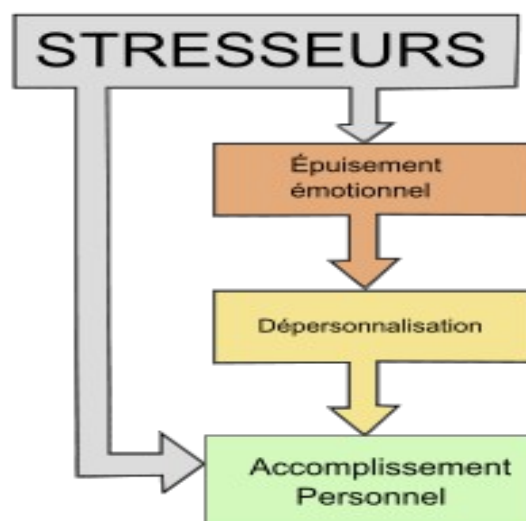 STRESSEURS
Épuisement
émotionnel
Dépersonnalisation
Accomplissement
Personnel